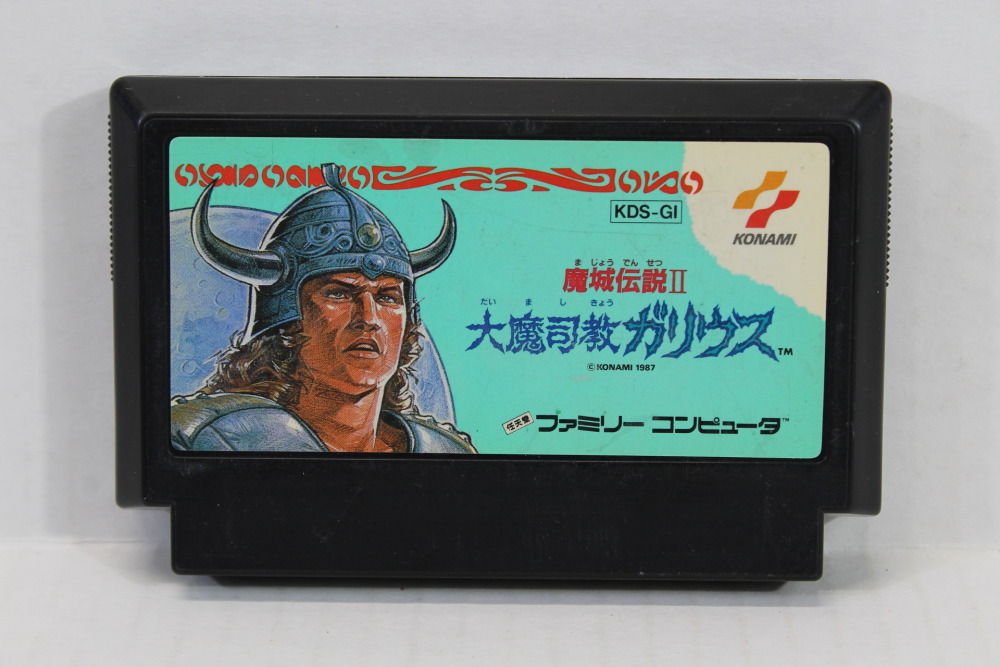 KDS-GI
KONAMI
ま じょう でん せつ
魔城伝説II
だい ま し きょう
大魔司教ガリウス™
©KONAMI 1987
任天堂 ファミリーコンピュータ™